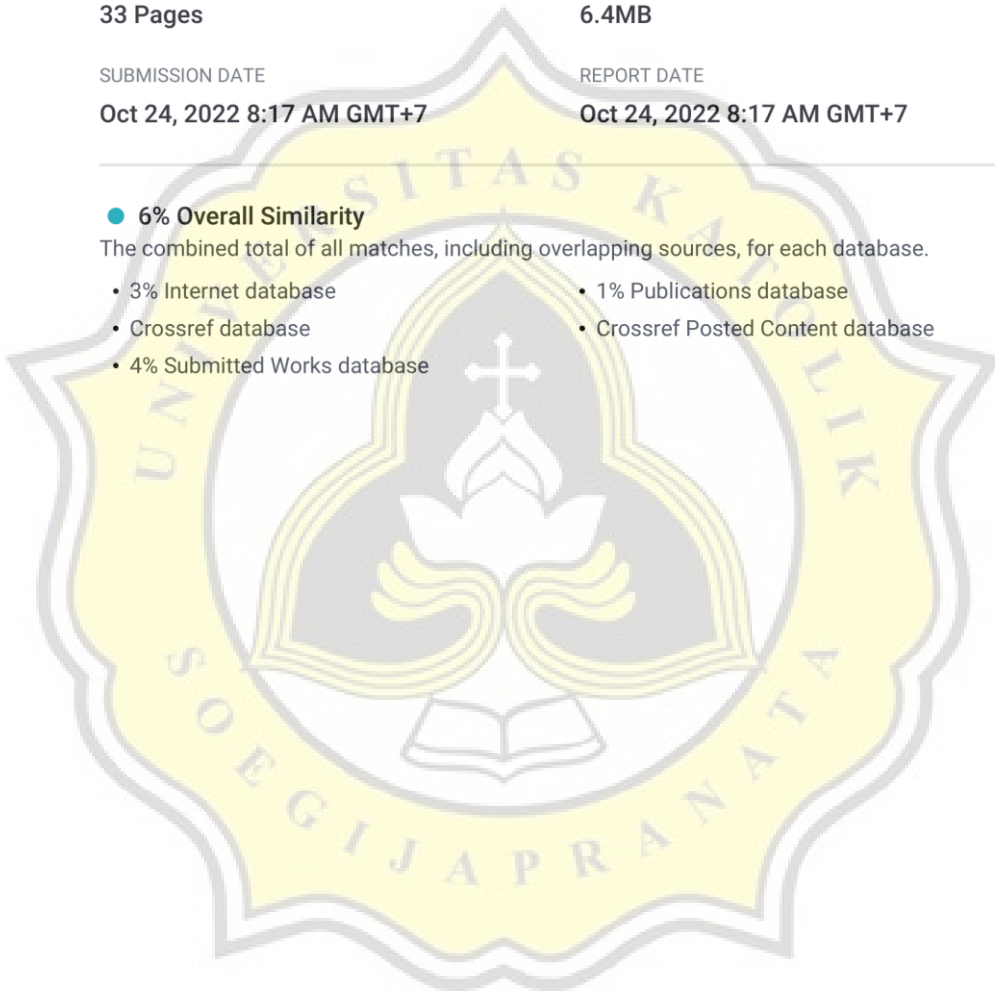 33 Pages
6.4MB
SUBMISSION DATE
REPORT DATE
Oct 24, 2022 8:17 AM GMT+7
Oct 24, 2022 8:17 AM GMT+7
● 6% Overall Similarity
The combined total of all matches, including overlapping sources, for each database.
• 3% Internet database
• 1% Publications database
• Crossref database
• Crossref Posted Content database
• 4% Submitted Works database
UNIVERSITAS KATOLIK
SOEGIJAPRANATA